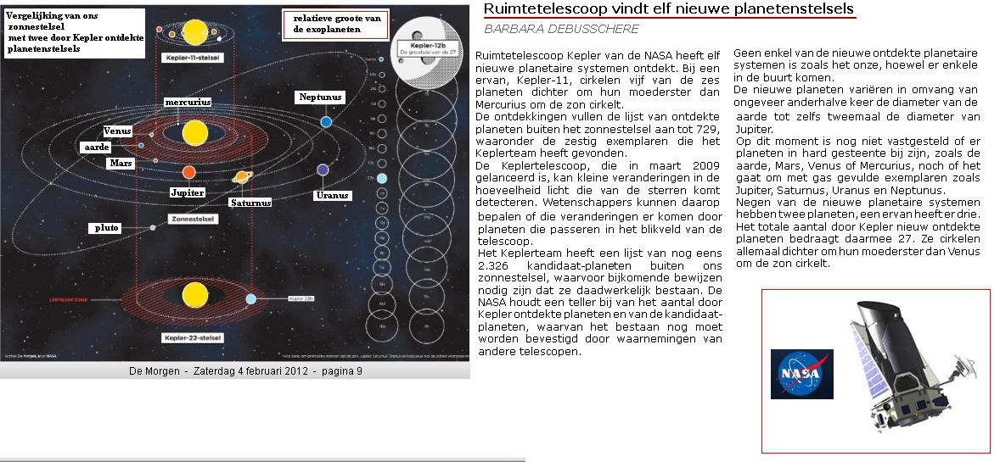 Vergelijking van ons
zonnestelsel
met twee door Kepler ontdekte
planetenstelsels
relatieve groote van
de exoplaneten
Kepler-12b
De grootste van de 27
Kepler-11-stelsel
mercurius
Neptunus
Venus
aarde
Mars
Jupiter
Saturnus
Uranus
Zonnestelsel
pluto
LEEFBARE ZONE
Kepler 22b
Kepler-22-stelsel
Grafiek De Morgen, bron NASA
De Morgen - Zaterdag 4 februari 2012 - pagina 9
Ruimtetelescoop vindt elf nieuwe planetenstelsels
BARBARA DEBUSSCHERE
Ruimtetelescoop Kepler van de NASA heeft elf
nieuwe planetaire systemen ontdekt. Bij een
ervan, Kepler-11, cirkelen vijf van de zes
planeten dichter om hun moederster dan
Mercurius om de zon cirkelt.
De ontdekkingen vullen de lijst van ontdekte
planeten buiten het zonnestelsel aan tot 729,
waaronder de zestig exemplaren die het
Keplerteam heeft gevonden.
De Keplertelescoop, die in maart 2009
gelanceerd is, kan kleine veranderingen in de
hoeveelheid licht die van de sterren komt
detecteren. Wetenschappers kunnen daarop
bepalen of die veranderingen er komen door
planeten die passeren in het blikveld van de
telescoop.
Het Keplerteam heeft een lijst van nog eens
2.326 kandidaat-planeten buiten ons
zonnestelsel, waarvoor bijkomende bewijzen
nodig zijn dat ze daadwerkelijk bestaan. De
NASA houdt een teller bij van het aantal door
Kepler ontdekte planeten en van de kandidaat-
planeten, waarvan het bestaan nog moet
worden bevestigd door waarnemingen van
andere telescopen.
Geen enkel van de nieuwe ontdekte planetaire
systemen is zoals het onze, hoewel er enkele
in de buurt komen.
De nieuwe planeten variëren in omvang van
ongeveer anderhalve keer de diameter van de
aarde tot zelfs tweemaal de diameter van
Jupiter.
Op dit moment is nog niet vastgesteld of er
planeten in hard gesteente bij zijn, zoals de
aarde, Mars, Venus of Mercurius, noch of het
gaat om met gas gevulde exemplaren zoals
Jupiter, Saturnus, Uranus en Neptunus.
Negen van de nieuwe planetaire systemen
hebben twee planeten, een ervan heeft er drie.
Het totale aantal door Kepler nieuw ontdekte
planeten bedraagt daarmee 27. Ze cirkelen
allemaal dichter om hun moederster dan Venus
om de zon cirkelt.
NASA